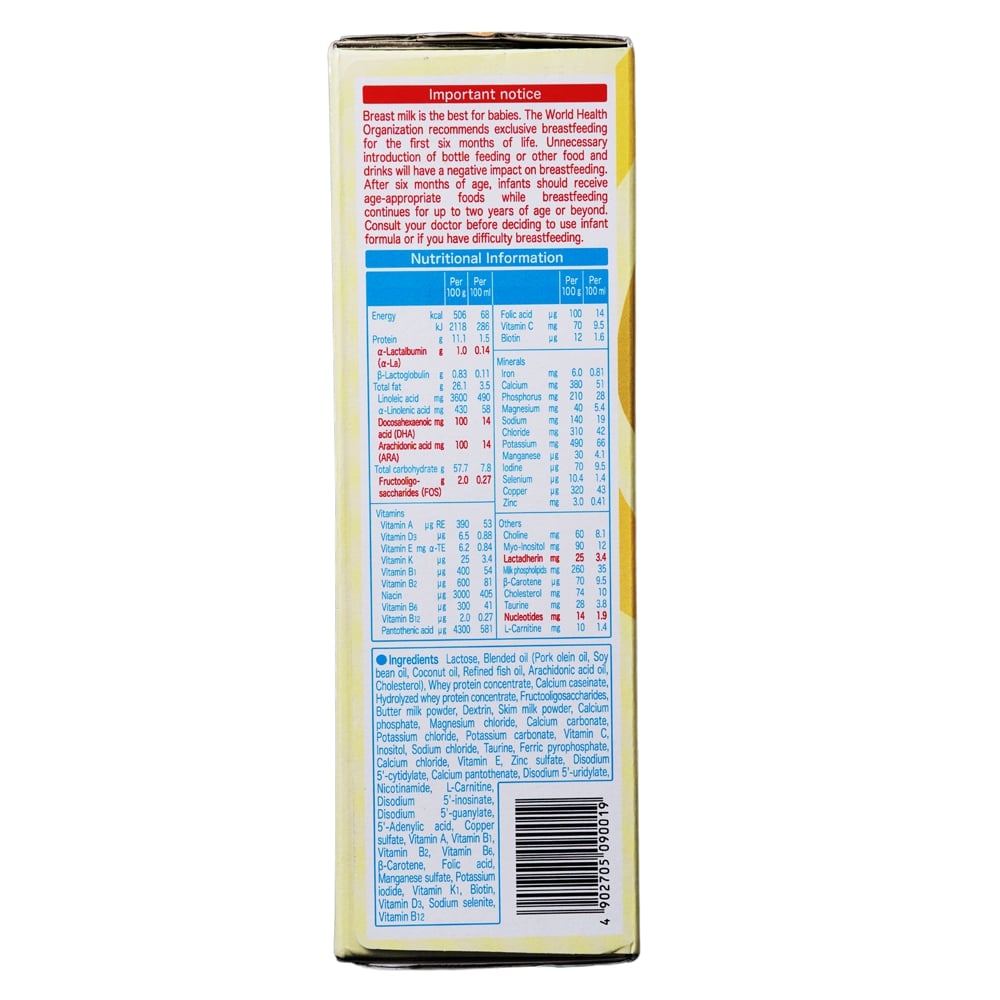 Important notice
Breast milk is the best for babies. The World Health
Organization recommends exclusive breastfeeding
for the first six months of life. Unnecessary
introduction of bottle feeding or other food and
drinks will have a negative impact on breastfeeding.
After six months of age, infants should receive
age-appropriate foods while breastfeeding
continues for up to two years of age or beyond.
Consult your doctor before deciding to use infant
formula or if you have difficulty breastfeeding.
Nutritional Information
Per 100 g Per 100 ml
Energy kcal 506 68
kJ 2118 286
Protein g 11.1 1.5
α-Lactalbumin g 1.0 0.14
(α-La)
β-Lactoglobulin g 0.83 0.11
Total fat g 26.1 3.5
Linoleic acid mg 3600 490
α-Linolenic acid mg 430 58
Docosahexaenoic mg 100 14
acid (DHA)
Arachidonic acid mg 100 14
(ARA)
Total carbohydrate g 57.7 7.8
Fructooligo- g 2.0 0.27
saccharides (FOS)
Vitamins
Vitamin A µg RE 390 53
Vitamin D3 µg 6.5 0.88
Vitamin E mg α-TE 6.2 0.84
Vitamin K µg 25 3.4
Vitamin B1 µg 400 54
Vitamin B2 µg 600 81
Niacin µg 3000 405
Vitamin B6 µg 300 41
Vitamin B12 µg 2.0 0.27
Pantothenic acid µg 4300 581
Per 100 g Per 100 ml
Folic acid µg 100 14
Vitamin C mg 70 9.5
Biotin µg 12 1.6
Minerals
Iron mg 6.0 0.81
Calcium mg 380 51
Phosphorus mg 210 28
Magnesium mg 40 5.4
Sodium mg 140 19
Chloride mg 310 42
Potassium mg 490 66
Manganese µg 30 4.1
Iodine µg 70 9.5
Selenium µg 10.4 1.4
Copper µg 320 43
Zinc mg 3.0 0.41
Others
Choline mg 60 8.1
Myo-Inositol mg 90 12
Lactadherin mg 25 3.4
Milk phospholipids mg 260 35
β-Carotene µg 70 9.5
Cholesterol mg 74 10
Taurine mg 28 3.8
Nucleotides mg 14 1.9
L-Carnitine mg 10 1.4
●Ingredients Lactose, Blended oil (Pork olein oil, Soy
bean oil, Coconut oil, Refined fish oil, Arachidonic acid oil,
Cholesterol), Whey protein concentrate, Calcium caseinate,
Hydrolyzed whey protein concentrate, Fructooligosaccharides,
Butter milk powder, Dextrin, Skim milk powder, Calcium
phosphate, Magnesium chloride, Calcium carbonate,
Potassium chloride, Potassium carbonate, Vitamin C,
Inositol, Sodium chloride, Taurine, Ferric pyrophosphate,
Calcium chloride, Vitamin E, Zinc sulfate, Disodium
5'-cytidylate, Calcium pantothenate, Disodium 5'-uridylate,
Nicotinamide, L-Carnitine,
Disodium 5'-inosinate,
Disodium 5'-guanylate,
5'-Adenylic acid, Copper
sulfate, Vitamin A, Vitamin B1,
Vitamin B2, Vitamin B6,
β-Carotene, Folic acid,
Manganese sulfate, Potassium
iodide, Vitamin K1, Biotin,
Vitamin D3, Sodium selenite,
Vitamin B12
4 902705 090019